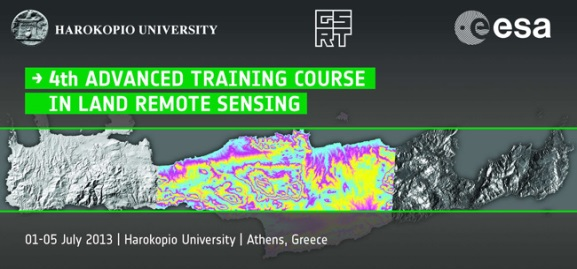 HAROKOPIO UNIVERSITY
GSRT
esa
→ 4th ADVANCED TRAINING COURSE
IN LAND REMOTE SENSING
01-05 July 2013 | Harokopio University | Athens, Greece